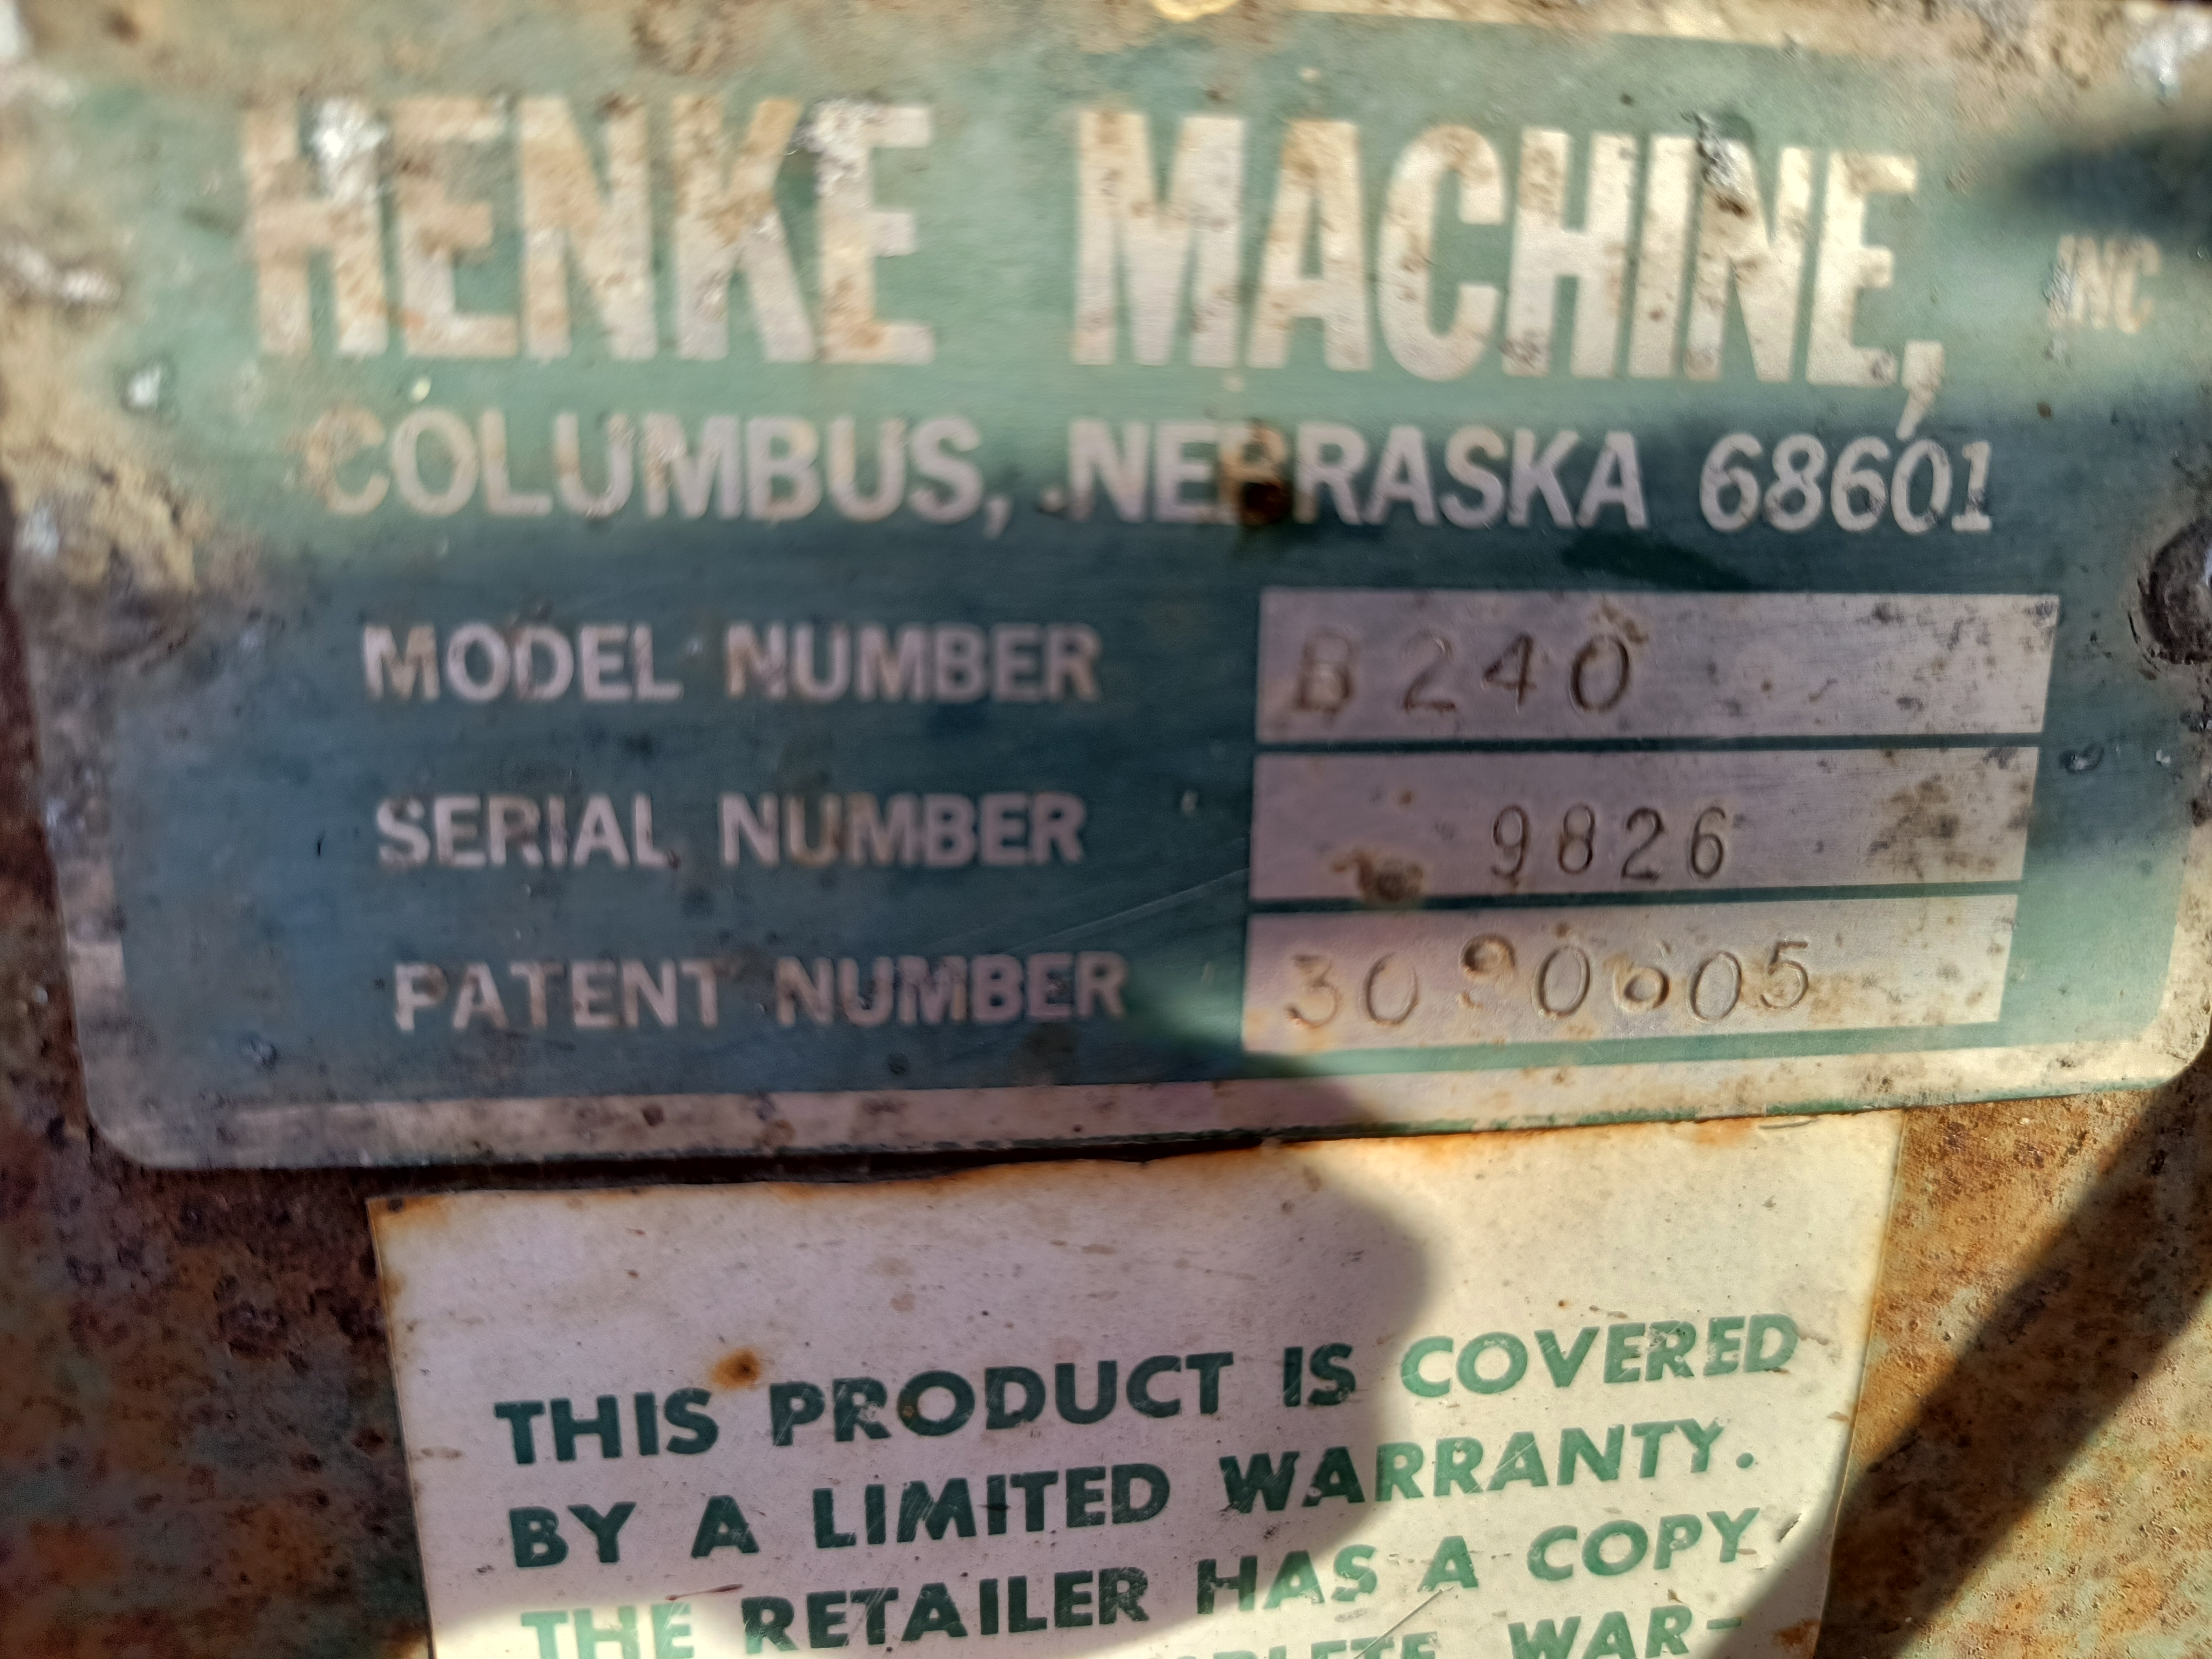 HENKE MACHINE, INC
COLUMBUS, NEBRASKA 68601
MODEL NUMBER B240
SERIAL NUMBER 9826
PATENT NUMBER 3090605
THIS PRODUCT IS COVERED
BY A LIMITED WARRANTY.
THE RETAILER HAS A COPY
WAR-